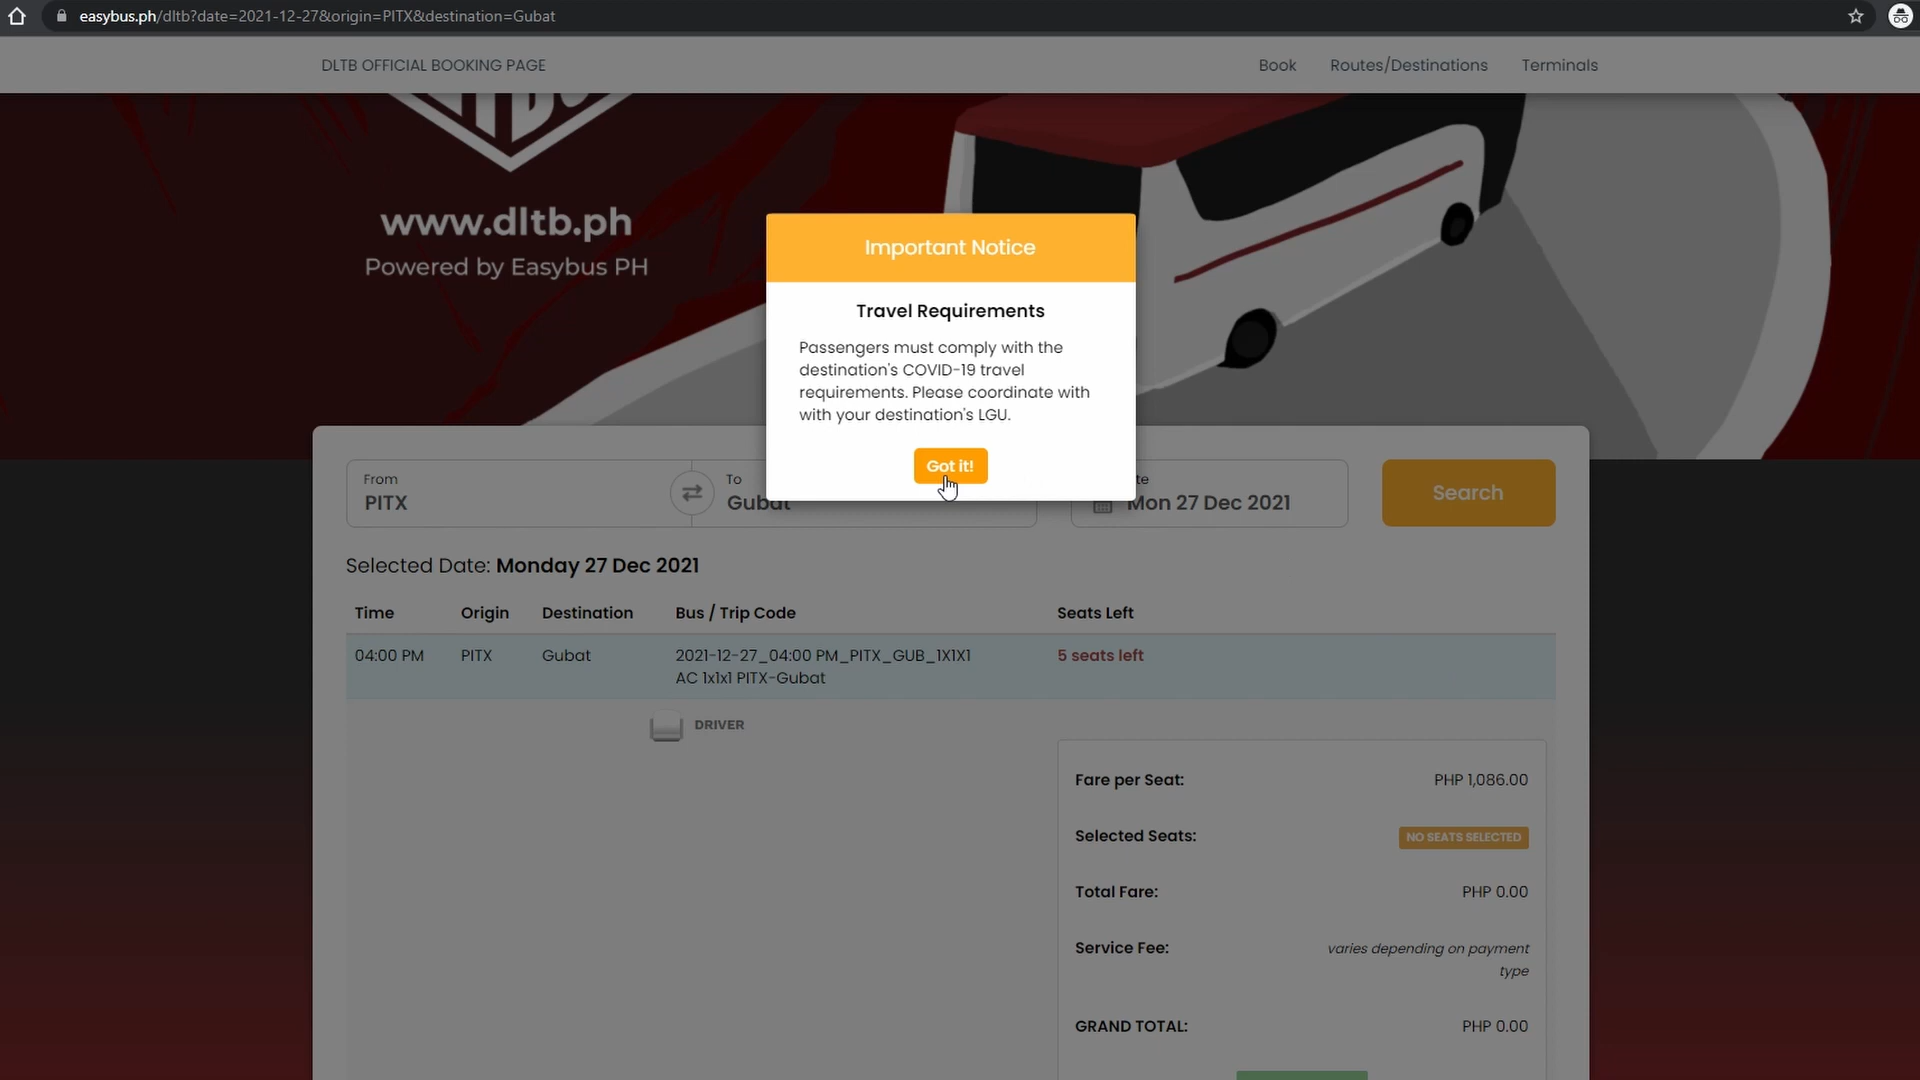 easybus.ph/dltb?date=2021-12-27&origin=PITX&destination=Gubat
DLTB OFFICIAL BOOKING PAGE
Book
Routes/Destinations
Terminals
www.dltb.ph
Powered by Easybus PH
Important Notice
Travel Requirements
Passengers must comply with the
destination's COVID-19 travel
requirements. Please coordinate with
with your destination's LGU.
Got it!
From
PITX
To
Gubat
te
Mon 27 Dec 2021
Search
Selected Date: Monday 27 Dec 2021
Time Origin Destination Bus / Trip Code Seats Left
04:00 PM PITX Gubat 2021-12-27_04:00 PM_PITX_GUB_1X1X1 5 seats left
AC 1x1x1 PITX-Gubat
DRIVER
Fare per Seat: PHP 1,086.00
Selected Seats: NO SEATS SELECTED
Total Fare: PHP 0.00
Service Fee: varies depending on payment
type
GRAND TOTAL: PHP 0.00